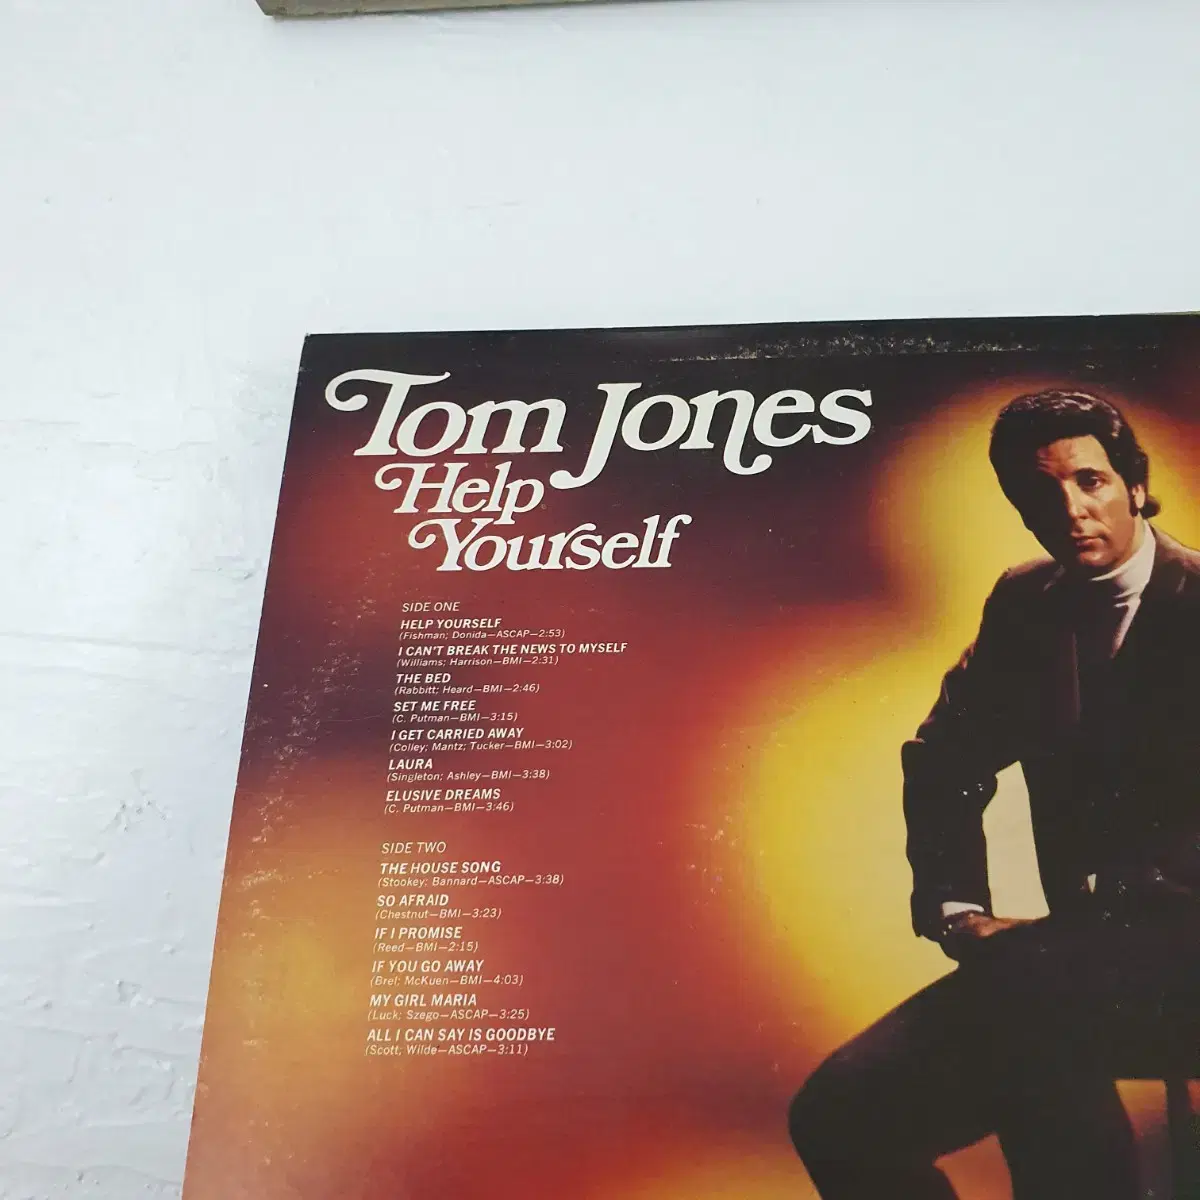 Tom Jones
Help
Yourself
SIDE ONE
HELP YOURSELF
(Fishman; Donida—ASCAP—2:53)
I CAN'T BREAK THE NEWS TO MYSELF
(Williams; Harrison—BMI—2:31)
THE BED
(Rabbitt; Heard—BMI—2:46)
SET ME FREE
(C. Putman—BMI—3:15)
I GET CARRIED AWAY
(Colley; Mantz; Tucker—BMI—3:02)
LAURA
(Singleton; Ashley—BMI—3:38)
ELUSIVE DREAMS
(C. Putman—BMI—3:46)
SIDE TWO
THE HOUSE SONG
(Stookey; Bannard—ASCAP—3:38)
SO AFRAID
(Chestnut—BMI—3:23)
IF I PROMISE
(Reed—BMI—2:15)
IF YOU GO AWAY
(Brel; McKuen—BMI—4:03)
MY GIRL MARIA
(Luck; Szego—ASCAP—3:25)
ALL I CAN SAY IS GOODBYE
(Scott; Wilde—ASCAP—3:11)